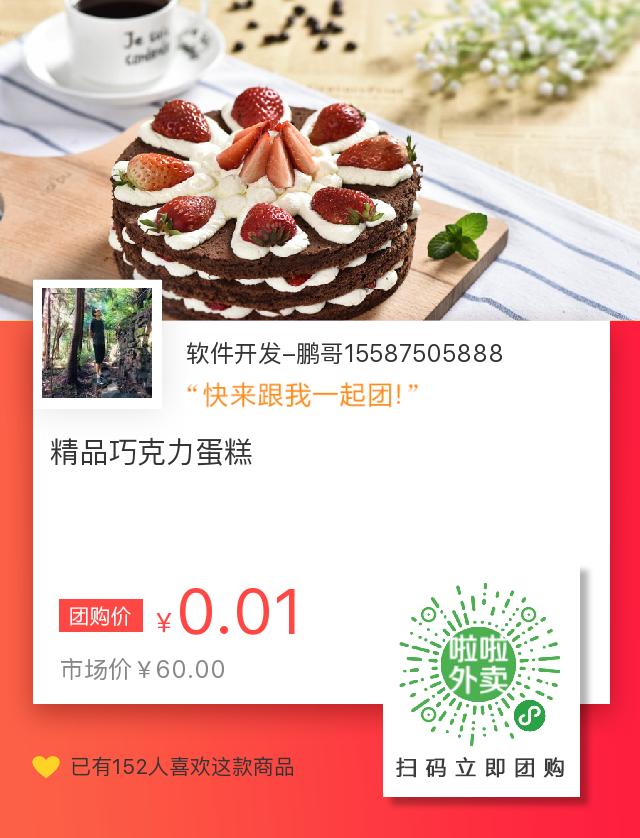 软件开发-鹏哥15587505888
“快来跟我一起团!”
精品巧克力蛋糕
团购价 ¥0.01
市场价¥60.00
啦啦
外卖
已有152人喜欢这款商品
扫码立即团购